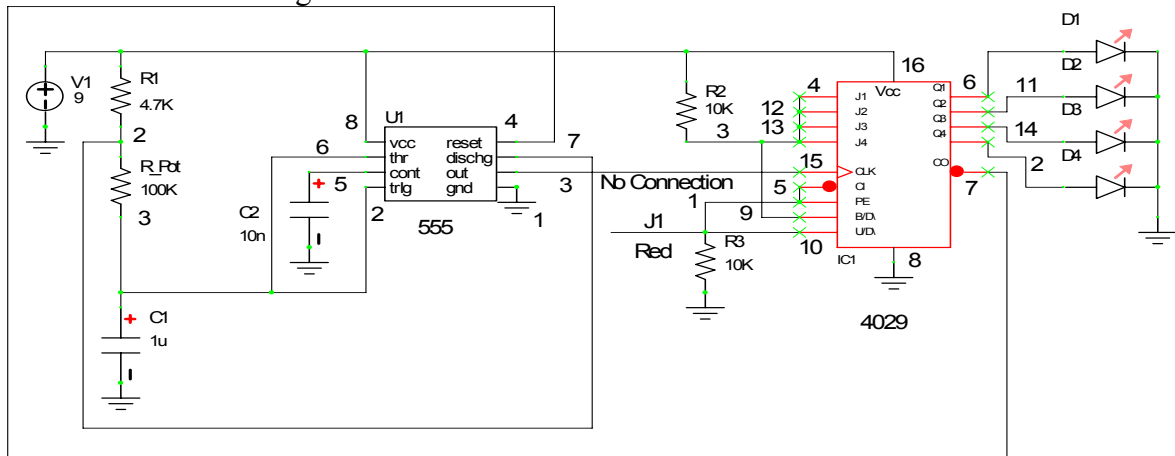 V1
9
R1
4.7K
2
R_Pot
100K
3
C1
1u
8
6
5
2
U1
vcc
thr
cont
trig
reset
dischg
out
gnd
4
7
3
1
555
C2
10n
R2
10K
3
No Connection
J1
Red
R3
10K
4
12
13
15
5
1
9
10
J1
J2
J3
J4
CLK
CI
PE
B/D\
U/D\
16
Vcc
Q1
Q2
Q3
Q4
CO
IC1
8
4029
6
11
14
2
7
D1
D2
D3
D4